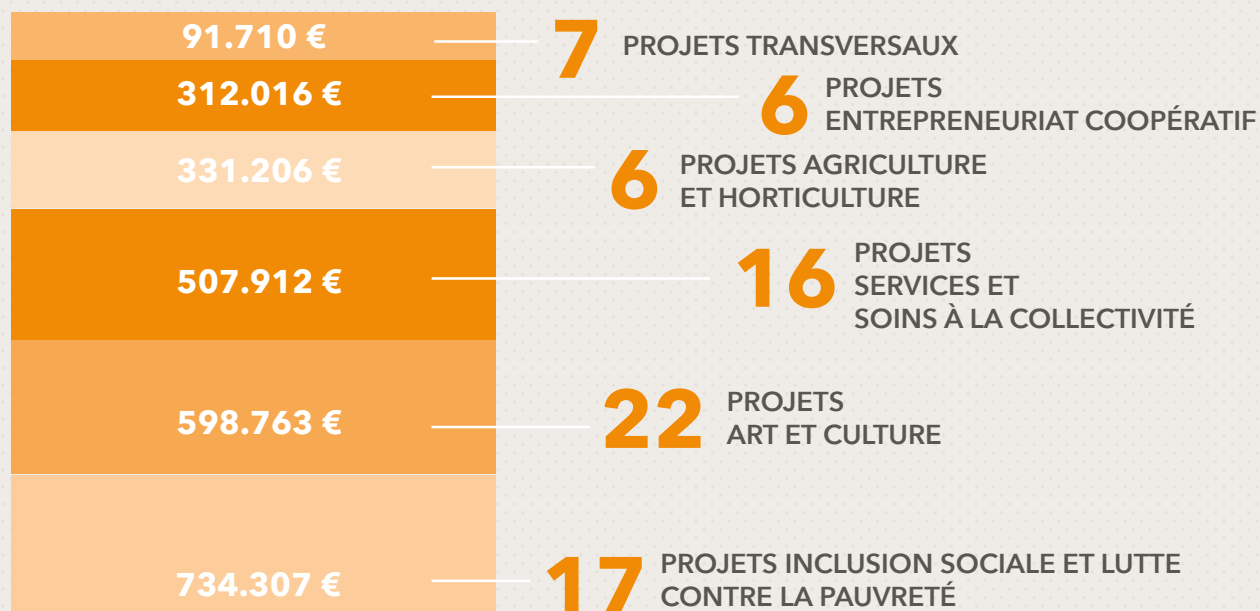 91.710 €
7 PROJETS TRANSVERSAUX
312.016 €
6 PROJETS
ENTREPRENEURIAT COOPÉRATIF
331.206 €
6 PROJETS AGRICULTURE
ET HORTICULTURE
507.912 €
16 PROJETS
SERVICES ET
SOINS À LA COLLECTIVITÉ
598.763 €
22 PROJETS
ART ET CULTURE
734.307 €
17 PROJETS INCLUSION SOCIALE ET LUTTE
CONTRE LA PAUVRETÉ